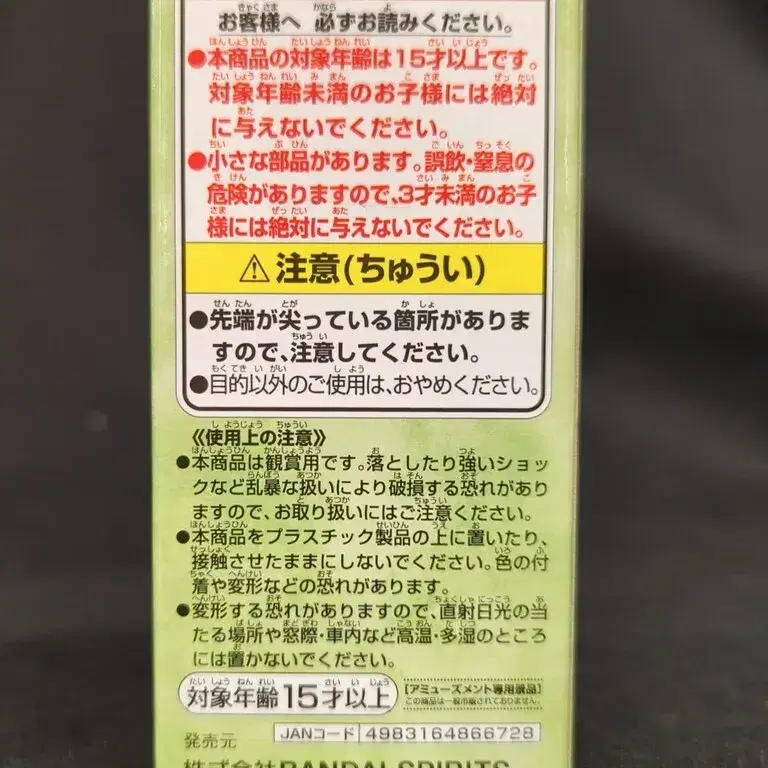 お客様へ 必ずお読みください。
●本商品の対象年齢は15才以上です。
対象年齢未満のお子様には絶対
に与えないでください。
●小さな部品があります。誤飲・窒息の
危険がありますので、3才未満のお子
様には絶対に与えないでください。
⚠注意(ちゅうい)
●先端が尖っている箇所がありま
すので、注意してください。
●目的以外のご使用は、おやめください。
《使用上の注意》
●本商品は観賞用です。落としたり強いショッ
クなど乱暴な扱いにより破損する恐れがあり
ますので、お取り扱いにはご注意ください。
●本商品をプラスチック製品の上に置いたり、
接触させたままにしないでください。色の付
着や変形などの恐れがあります。
●変形する恐れがありますので、直射日光の当
たる場所や窓際・車内など高温・多湿のところ
には置かないでください。
対象年齢15才以上
[アミューズメント専用景品]
この商品は一般市販されておりません。
発売元 JANコード 4983164866728
株式会社BANDAI SPIRITS